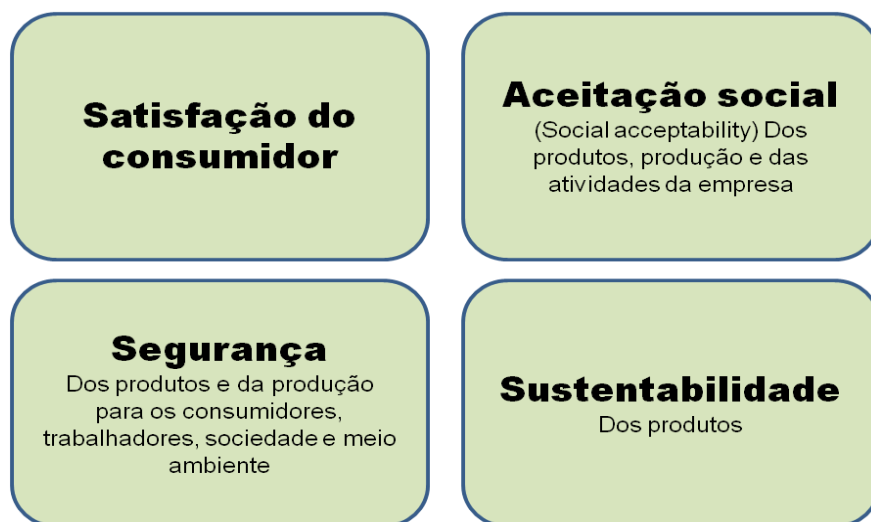 Satisfação do
consumidor
Aceitação social
(Social acceptability) Dos
produtos, produção e das
atividades da empresa
Segurança
Dos produtos e da produção
para os consumidores,
trabalhadores, sociedade e meio
ambiente
Sustentabilidade
Dos produtos